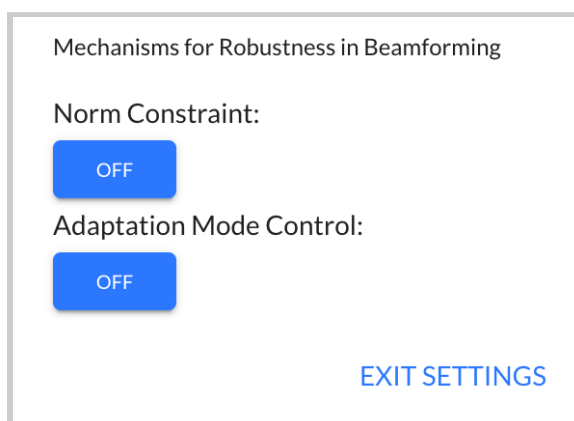 Mechanisms for Robustness in Beamforming
Norm Constraint:
OFF
Adaptation Mode Control:
OFF
EXIT SETTINGS